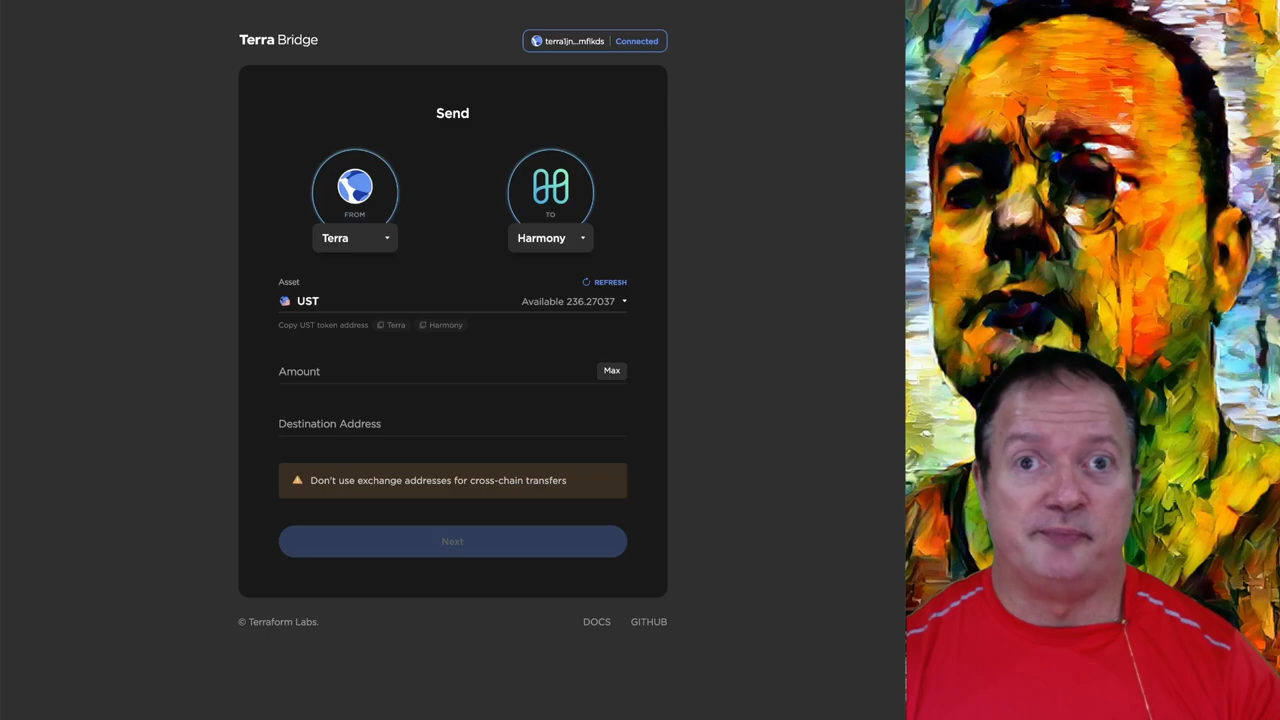 Terra Bridge
terra1jn...mflkds | Connected
Send
FROM
Terra
TO
Harmony
Asset
REFRESH
UST
Available 236.27037
Copy UST token address Terra Harmony
Amount
Max
Destination Address
Don't use exchange addresses for cross-chain transfers
Next
© Terraform Labs.
DOCS
GITHUB